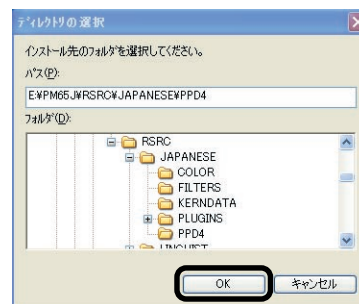 ﾃﾞｨﾚｸﾄﾘの選択
インストール先のフォルダを選択してください。
ﾊﾟｽ(P):
E:¥PM65J¥RSRC¥JAPANESE¥PPD4
ﾌｫﾙﾀﾞ(D):
RSRC
JAPANESE
COLOR
FILTERS
KERNDATA
PLUGINS
PPD4
LINGUIST
OK
ｷｬﾝｾﾙ